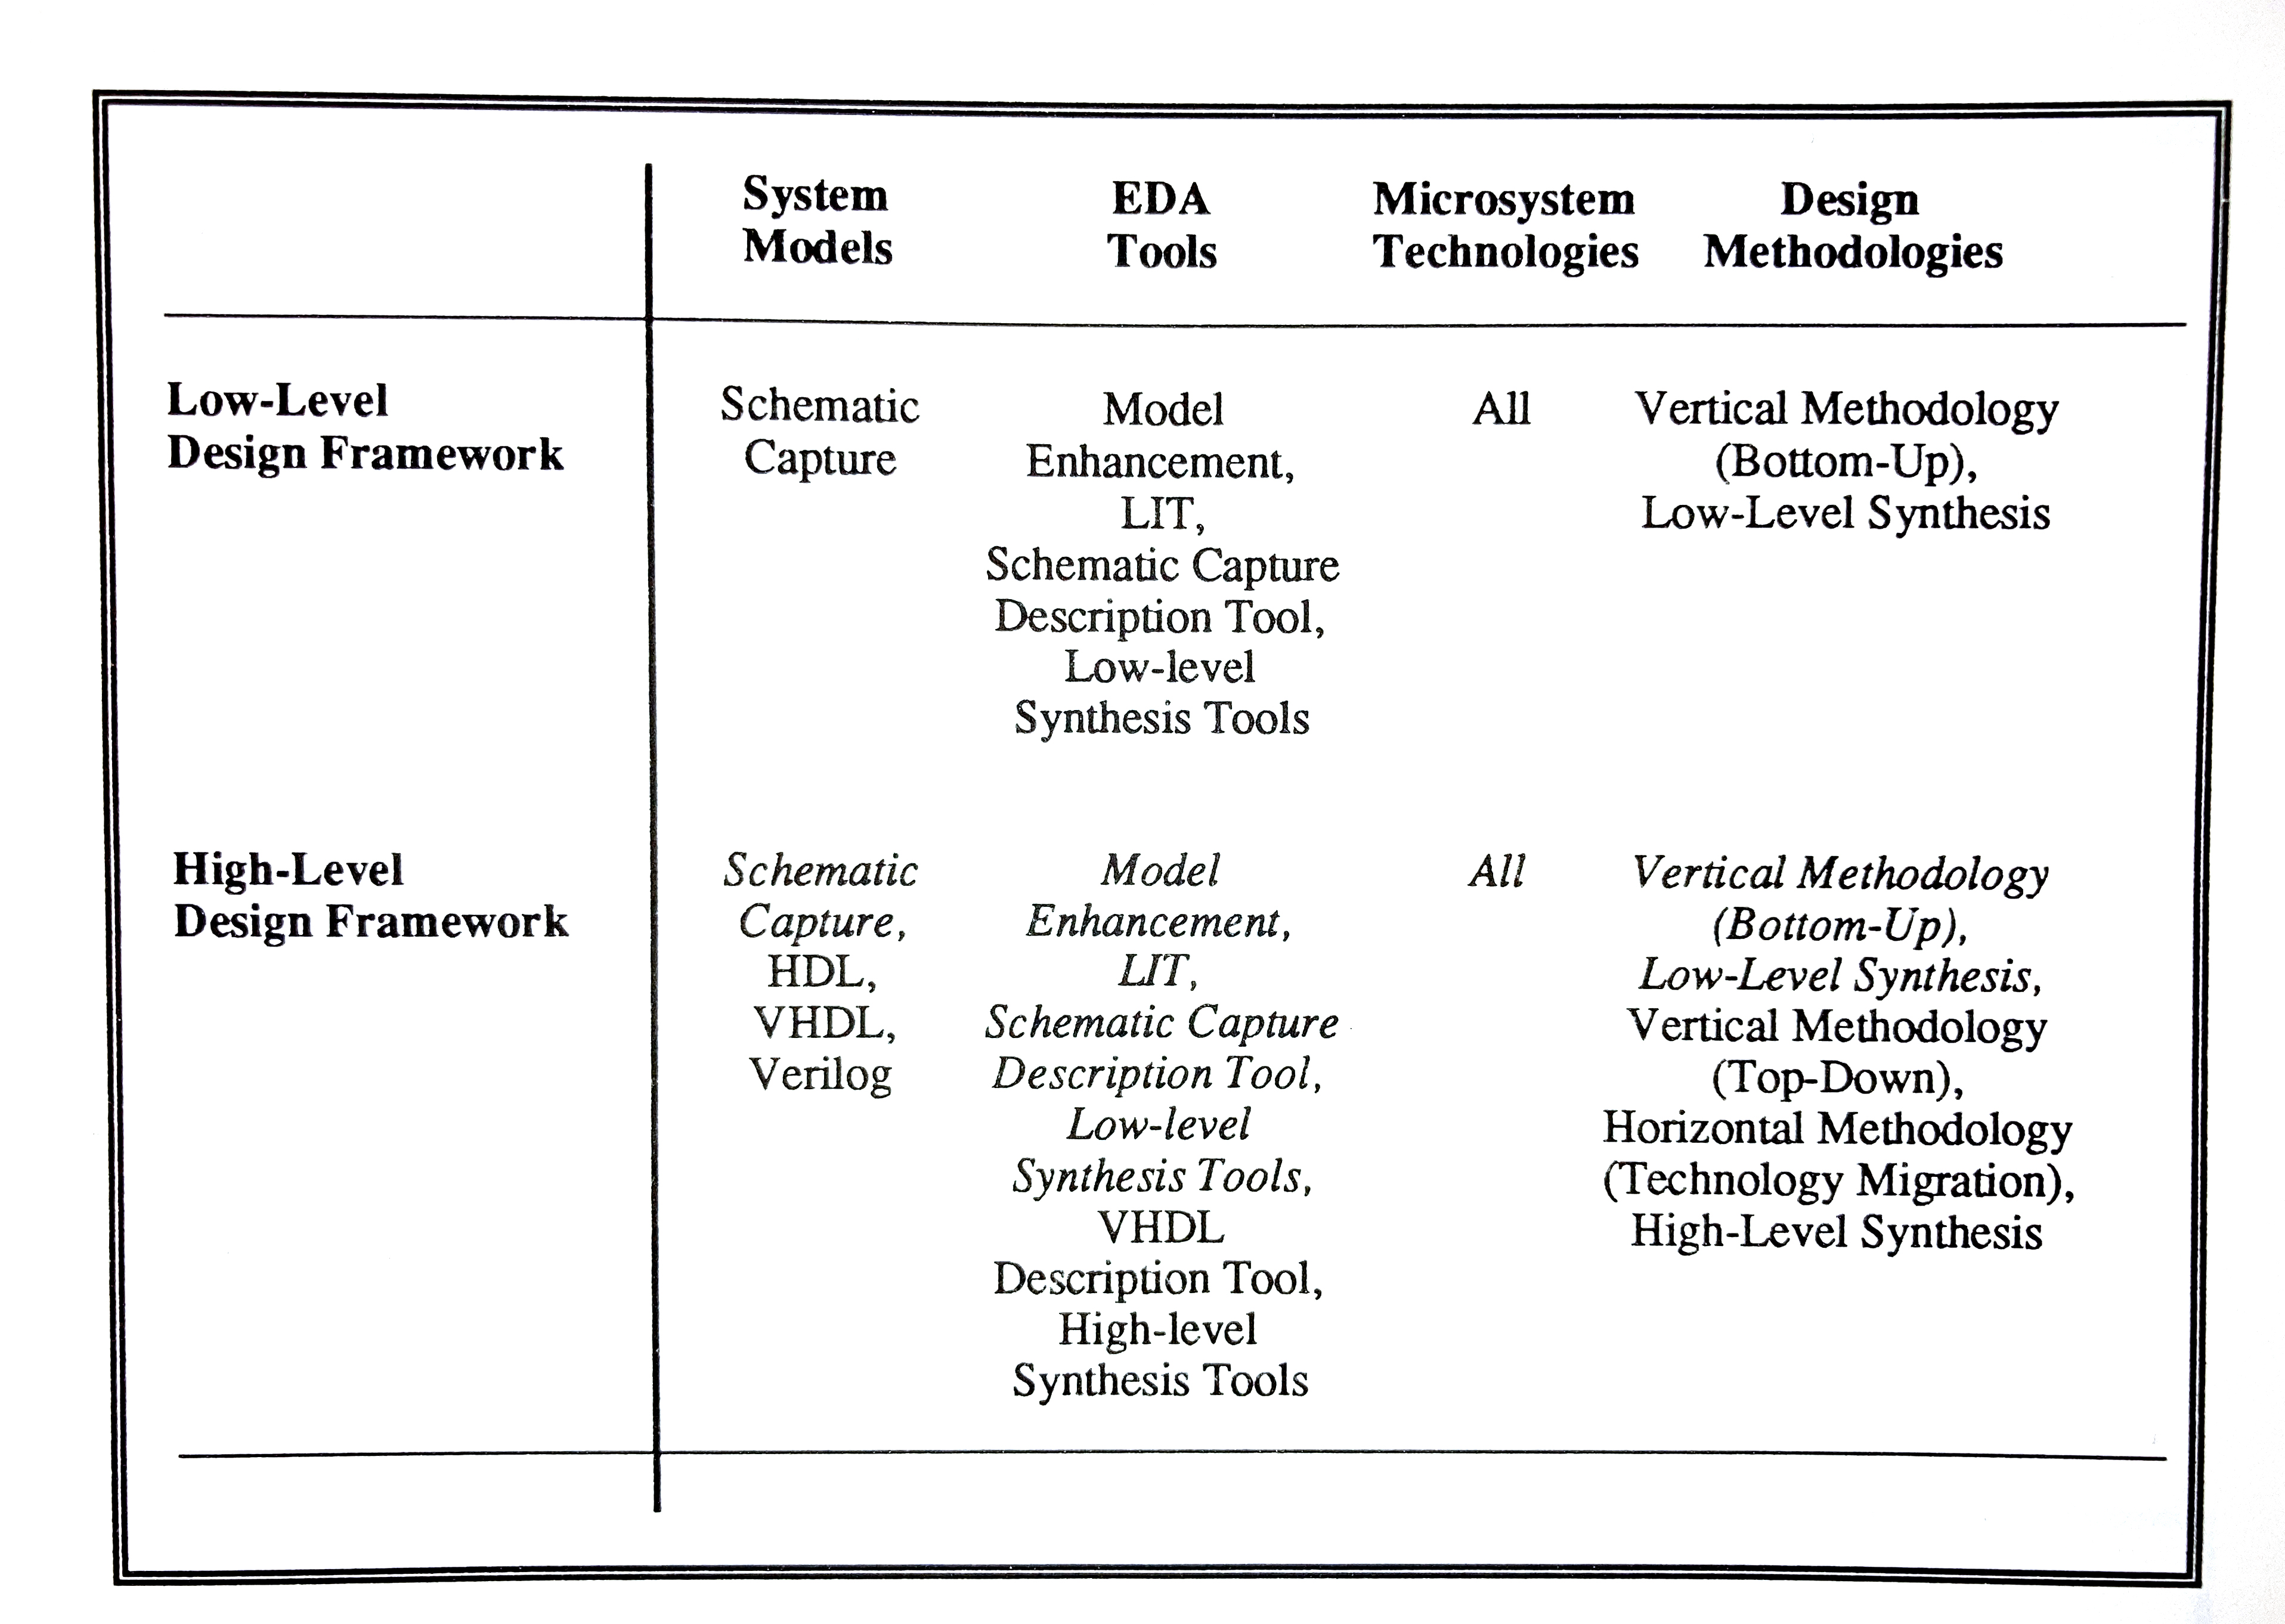 System Models
EDA Tools
Microsystem Technologies
Design Methodologies
Low-Level
Design Framework
Schematic
Capture
Model
Enhancement,
LIT,
Schematic Capture
Description Tool,
Low-level
Synthesis Tools
All
Vertical Methodology
(Bottom-Up),
Low-Level Synthesis
High-Level
Design Framework
Schematic
Capture,
HDL,
VHDL,
Verilog
Model
Enhancement,
LIT,
Schematic Capture
Description Tool,
Low-level
Synthesis Tools,
VHDL
Description Tool,
High-level
Synthesis Tools
All
Vertical Methodology
(Bottom-Up),
Low-Level Synthesis,
Vertical Methodology
(Top-Down),
Horizontal Methodology
(Technology Migration),
High-Level Synthesis